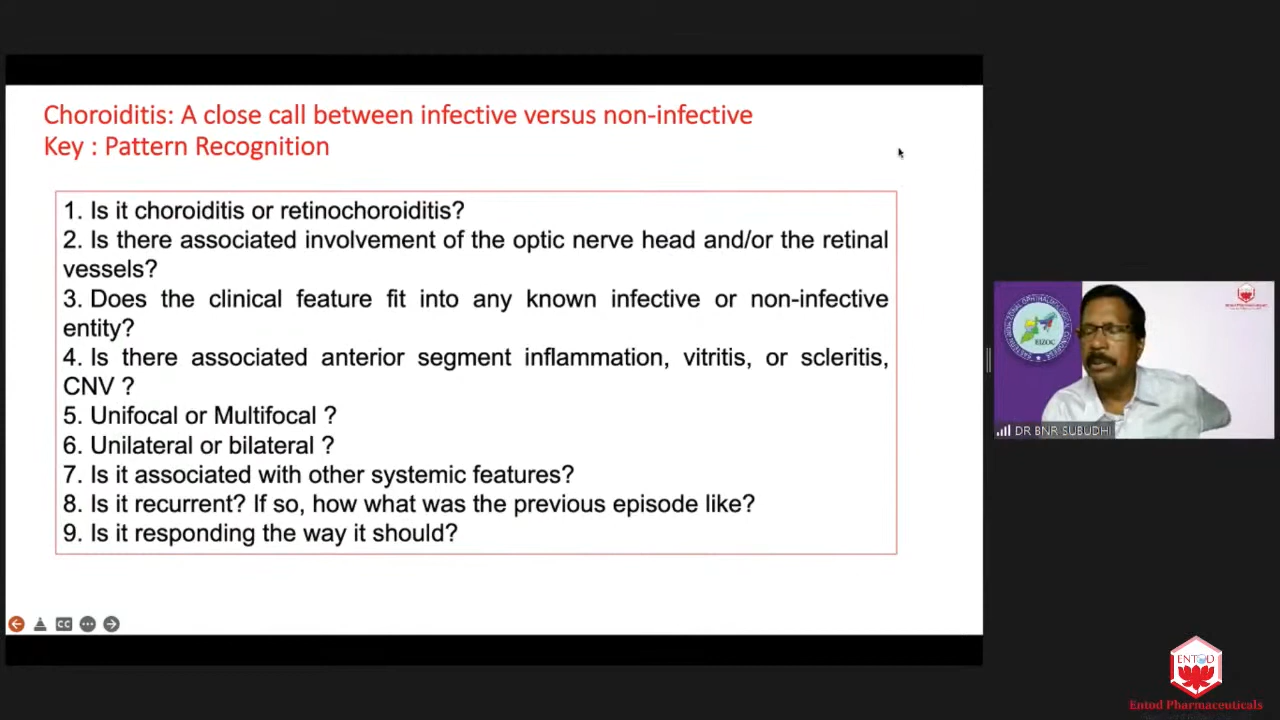 Choroiditis: A close call between infective versus non-infective
Key : Pattern Recognition
1. Is it choroiditis or retinochoroiditis?
2. Is there associated involvement of the optic nerve head and/or the retinal
vessels?
3. Does the clinical feature fit into any known infective or non-infective
entity?
4. Is there associated anterior segment inflammation, vitritis, or scleritis,
CNV ?
5. Unifocal or Multifocal ?
6. Unilateral or bilateral ?
7. Is it associated with other systemic features?
8. Is it recurrent? If so, how what was the previous episode like?
9. Is it responding the way it should?
CC
EIZOC
DR BNR SUBUDHI
ENTOD
Entod Pharmaceuticals